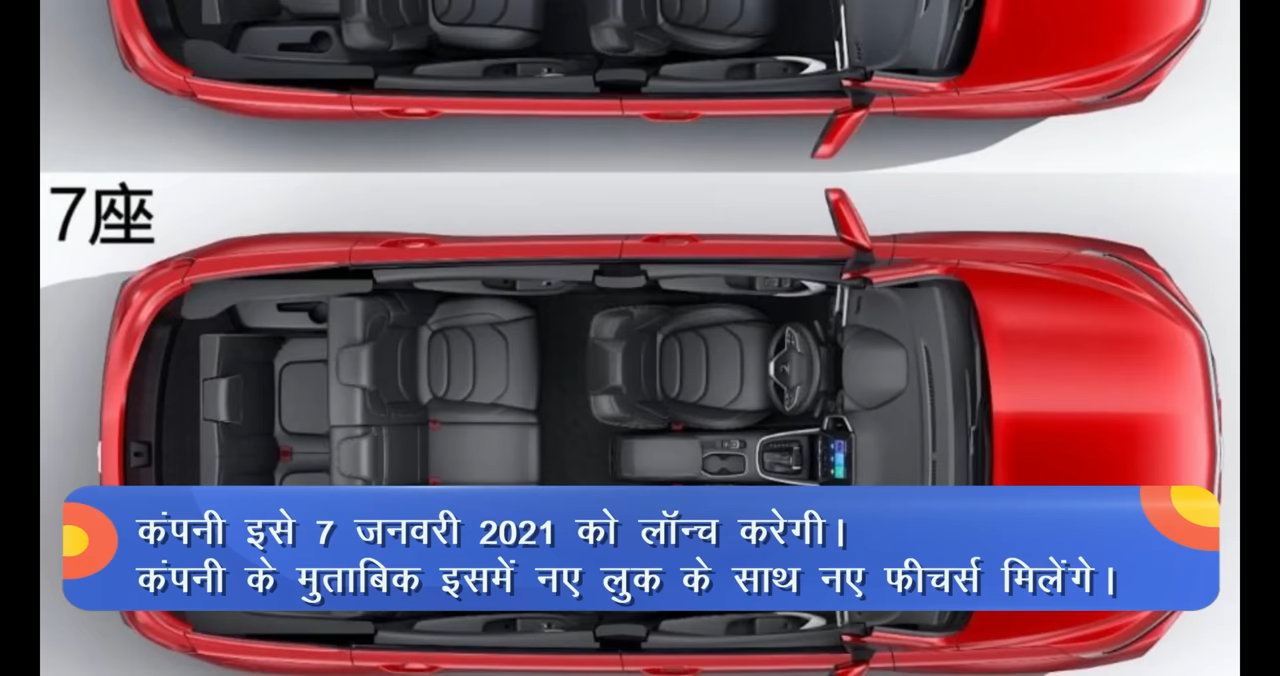 7座
कंपनी इसे 7 जनवरी 2021 को लॉन्च करेगी।
कंपनी के मुताबिक इसमें नए लुक के साथ नए फीचर्स मिलेंगे।